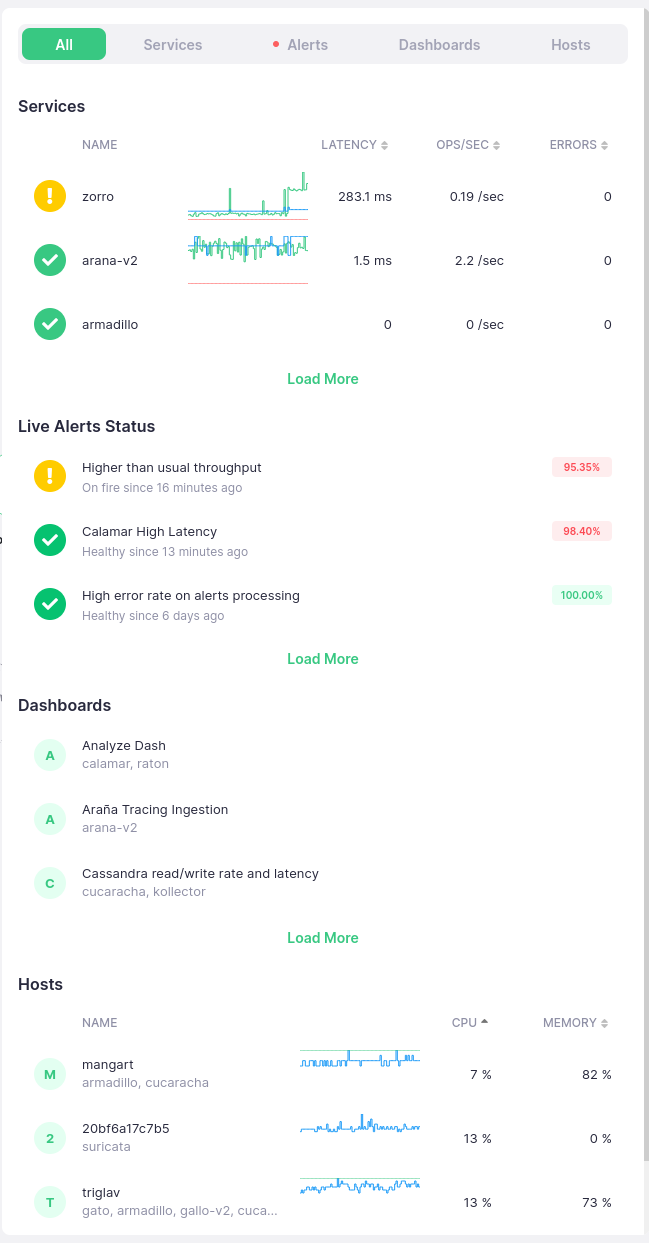 All Services Alerts Dashboards Hosts
Services
NAME LATENCY OPS/SEC ERRORS
zorro 283.1 ms 0.19 /sec 0
arana-v2 1.5 ms 2.2 /sec 0
armadillo 0 0 /sec 0
Load More
Live Alerts Status
Higher than usual throughput 95.35%
On fire since 16 minutes ago
Calamar High Latency 98.40%
Healthy since 13 minutes ago
High error rate on alerts processing 100.00%
Healthy since 6 days ago
Load More
Dashboards
A Analyze Dash
calamar, raton
A Araña Tracing Ingestion
arana-v2
C Cassandra read/write rate and latency
cucaracha, kollector
Load More
Hosts
NAME CPU MEMORY
M mangart 7 % 82 %
armadillo, cucaracha
2 20bf6a17c7b5 13 % 0 %
suricata
T triglav 13 % 73 %
gato, armadillo, gallo-v2, cuca...